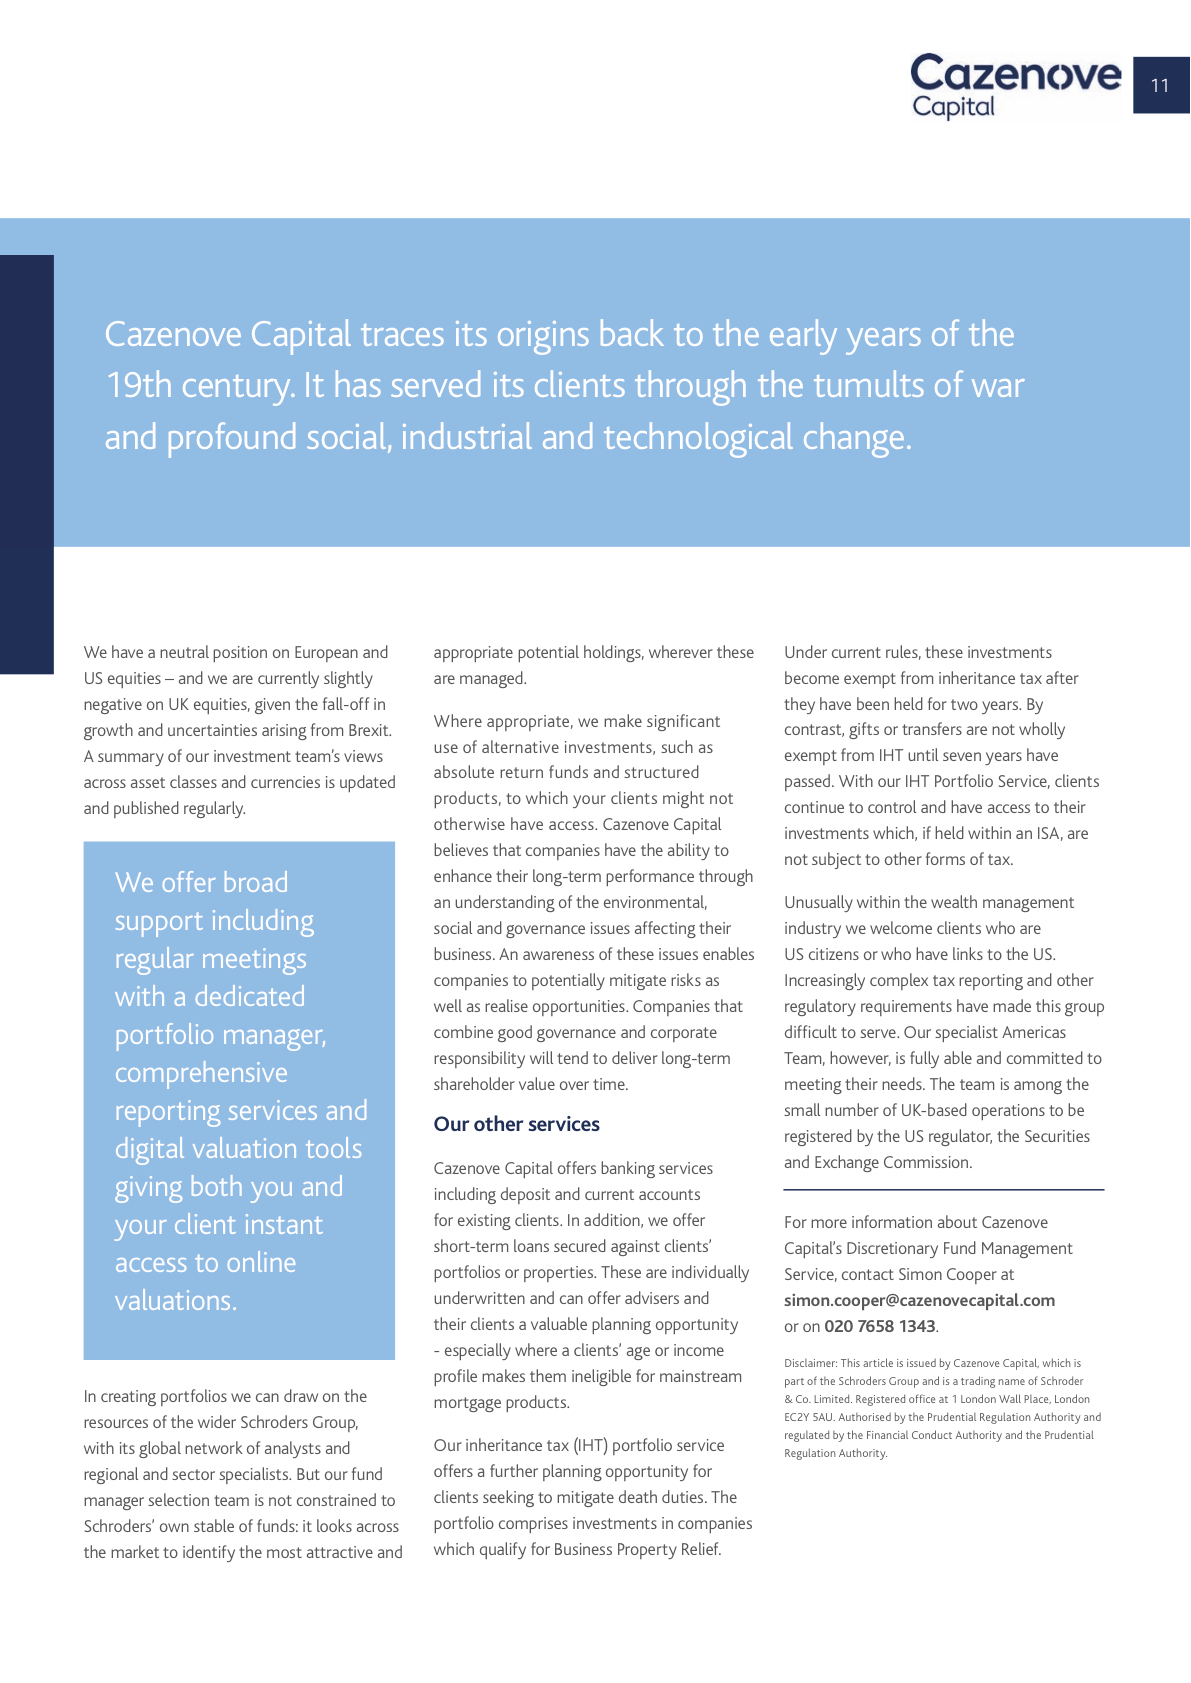 Cazenove
Capital
11
Cazenove Capital traces its origins back to the early years of the
19th century. It has served its clients through the tumults of war
and profound social, industrial and technological change.
We have a neutral position on European and
US equities – and we are currently slightly
negative on UK equities, given the fall-off in
growth and uncertainties arising from Brexit.
A summary of our investment team's views
across asset classes and currencies is updated
and published regularly.
We offer broad
support including
regular meetings
with a dedicated
portfolio manager,
comprehensive
reporting services and
digital valuation tools
giving both you and
your client instant
access to online
valuations.
In creating portfolios we can draw on the
resources of the wider Schroders Group,
with its global network of analysts and
regional and sector specialists. But our fund
manager selection team is not constrained to
Schroders' own stable of funds: it looks across
the market to identify the most attractive and
appropriate potential holdings, wherever these
are managed.
Where appropriate, we make significant
use of alternative investments, such as
absolute return funds and structured
products, to which your clients might not
otherwise have access. Cazenove Capital
believes that companies have the ability to
enhance their long-term performance through
an understanding of the environmental,
social and governance issues affecting their
business. An awareness of these issues enables
companies to potentially mitigate risks as
well as realise opportunities. Companies that
combine good governance and corporate
responsibility will tend to deliver long-term
shareholder value over time.
Our other services
Cazenove Capital offers banking services
including deposit and current accounts
for existing clients. In addition, we offer
short-term loans secured against clients'
portfolios or properties. These are individually
underwritten and can offer advisers and
their clients a valuable planning opportunity
- especially where a clients' age or income
profile makes them ineligible for mainstream
mortgage products.
Our inheritance tax (IHT) portfolio service
offers a further planning opportunity for
clients seeking to mitigate death duties. The
portfolio comprises investments in companies
which qualify for Business Property Relief.
Under current rules, these investments
become exempt from inheritance tax after
they have been held for two years. By
contrast, gifts or transfers are not wholly
exempt from IHT until seven years have
passed. With our IHT Portfolio Service, clients
continue to control and have access to their
investments which, if held within an ISA, are
not subject to other forms of tax.
Unusually within the wealth management
industry we welcome clients who are
US citizens or who have links to the US.
Increasingly complex tax reporting and other
regulatory requirements have made this group
difficult to serve. Our specialist Americas
Team, however, is fully able and committed to
meeting their needs. The team is among the
small number of UK-based operations to be
registered by the US regulator, the Securities
and Exchange Commission.
For more information about Cazenove
Capital's Discretionary Fund Management
Service, contact Simon Cooper at
simon.cooper@cazenovecapital.com
or on 020 7658 1343.
Disclaimer: This article is issued by Cazenove Capital, which is
part of the Schroders Group and is a trading name of Schroder
& Co. Limited. Registered office at 1 London Wall Place, London
EC2Y 5AU. Authorised by the Prudential Regulation Authority and
regulated by the Financial Conduct Authority and the Prudential
Regulation Authority.